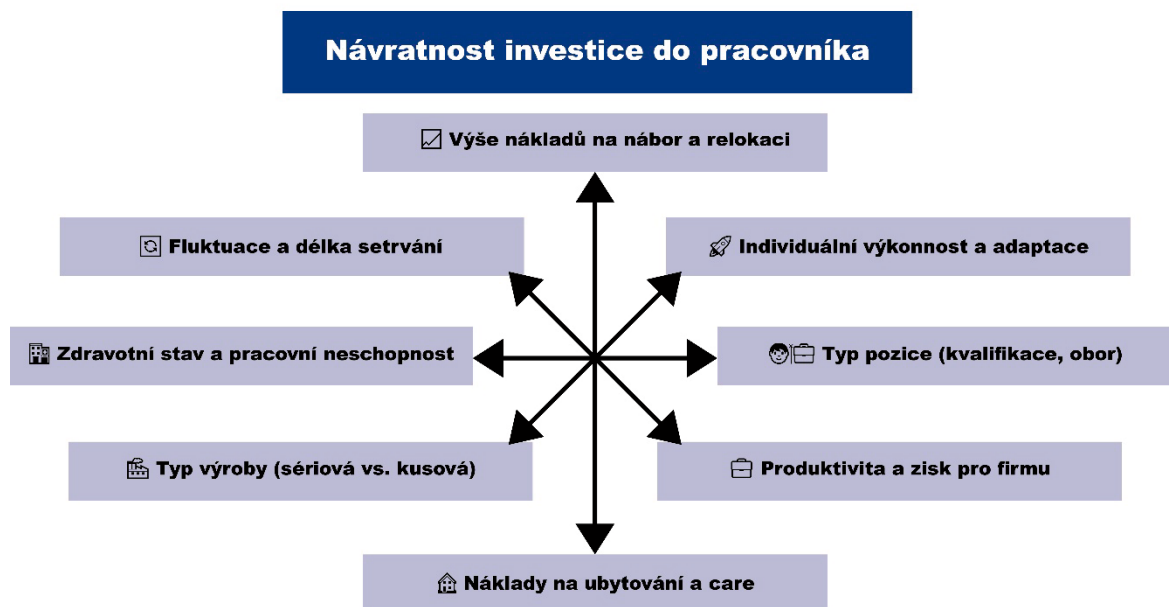 Návratnost investice do pracovníka
Výše nákladů na nábor a relokaci
Fluktuace a délka setrvání
Individuální výkonnost a adaptace
Zdravotní stav a pracovní neschopnost
Typ pozice (kvalifikace, obor)
Typ výroby (sériová vs. kusová)
Produktivita a zisk pro firmu
Náklady na ubytování a care